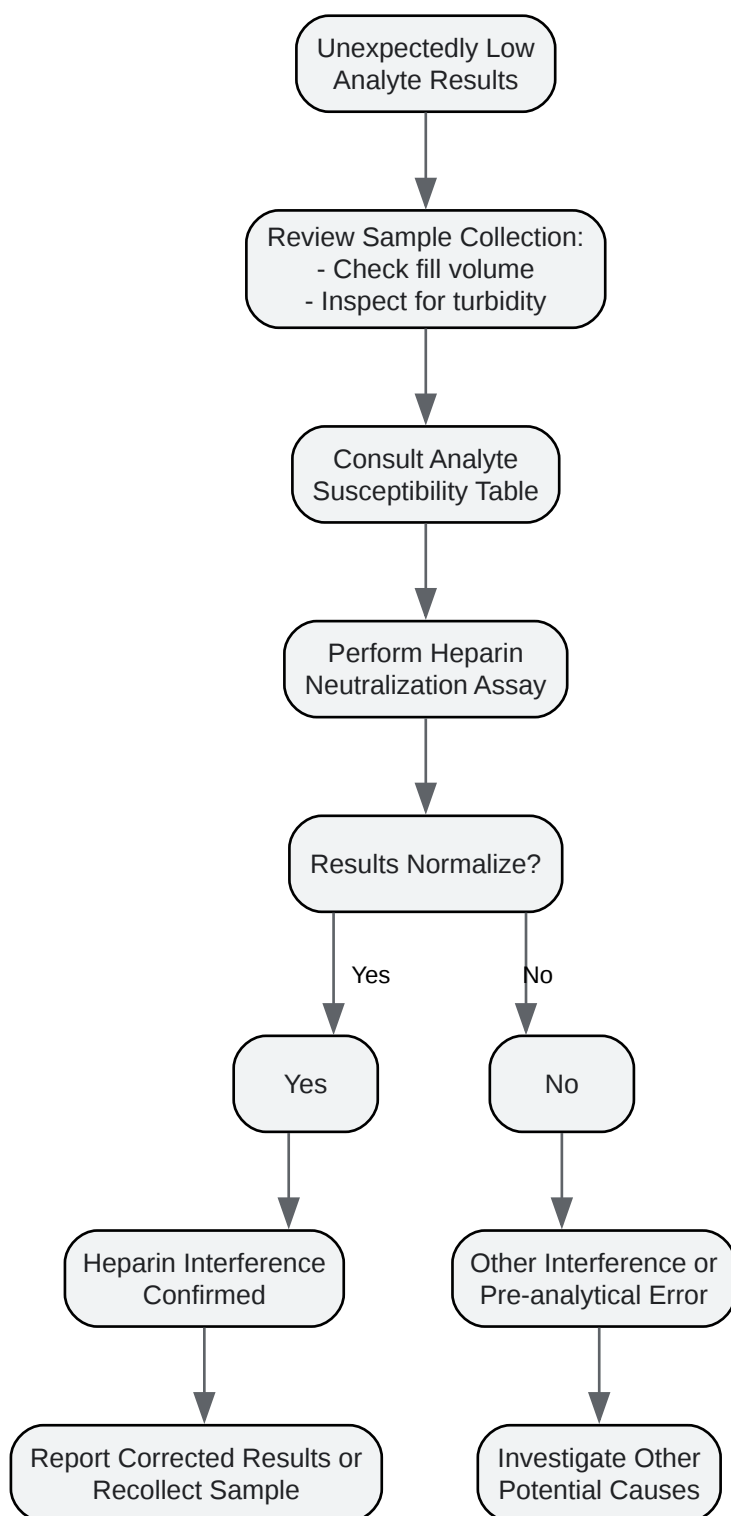 Unexpectedly Low
Analyte Results
Review Sample Collection:
- Check fill volume
- Inspect for turbidity
Consult Analyte
Susceptibility Table
Perform Heparin
Neutralization Assay
Results Normalize?
Yes
No
Yes
No
Heparin Interference
Confirmed
Other Interference or
Pre-analytical Error
Report Corrected Results or
Recollect Sample
Investigate Other
Potential Causes